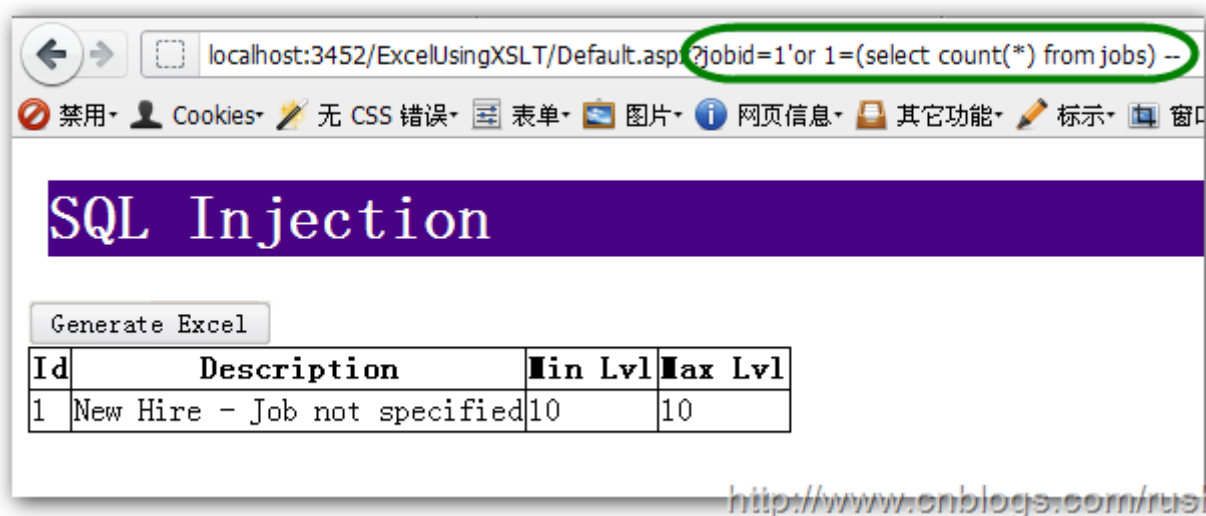 localhost:3452/ExcelUsingXSLT/Default.aspx?jobid=1'or 1=(select count(*) from jobs) --
禁用 Cookies 无 CSS 错误 表单 图片 网页信息 其它功能 标示
SQL Injection
Generate Excel
Id Description Min Lvl Max Lvl
1 New Hire - Job not specified 10 10
http://www.cnblogs.com/rus